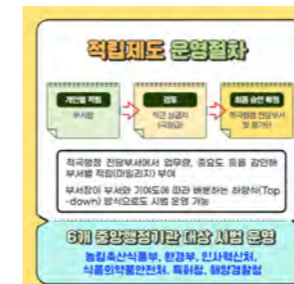 적립제도 운영절차
개인별 적립
부서장
검토
직근 상급자
(국장급)
최종 승인 확정
적극행정 전담부서
및 평가단
적극행정 전담부서에서 업무량, 중요도 등을 감안해
부서별 적립(마일리지) 부여
부서장이 부서원 기여도에 따라 배분하는 하향식(Top
-down) 방식으로도 시범 운영 가능
6개 중앙행정기관 대상 시범 운영
농림축산식품부, 환경부, 인사혁신처,
식품의약품안전처, 특허청, 해양경찰청